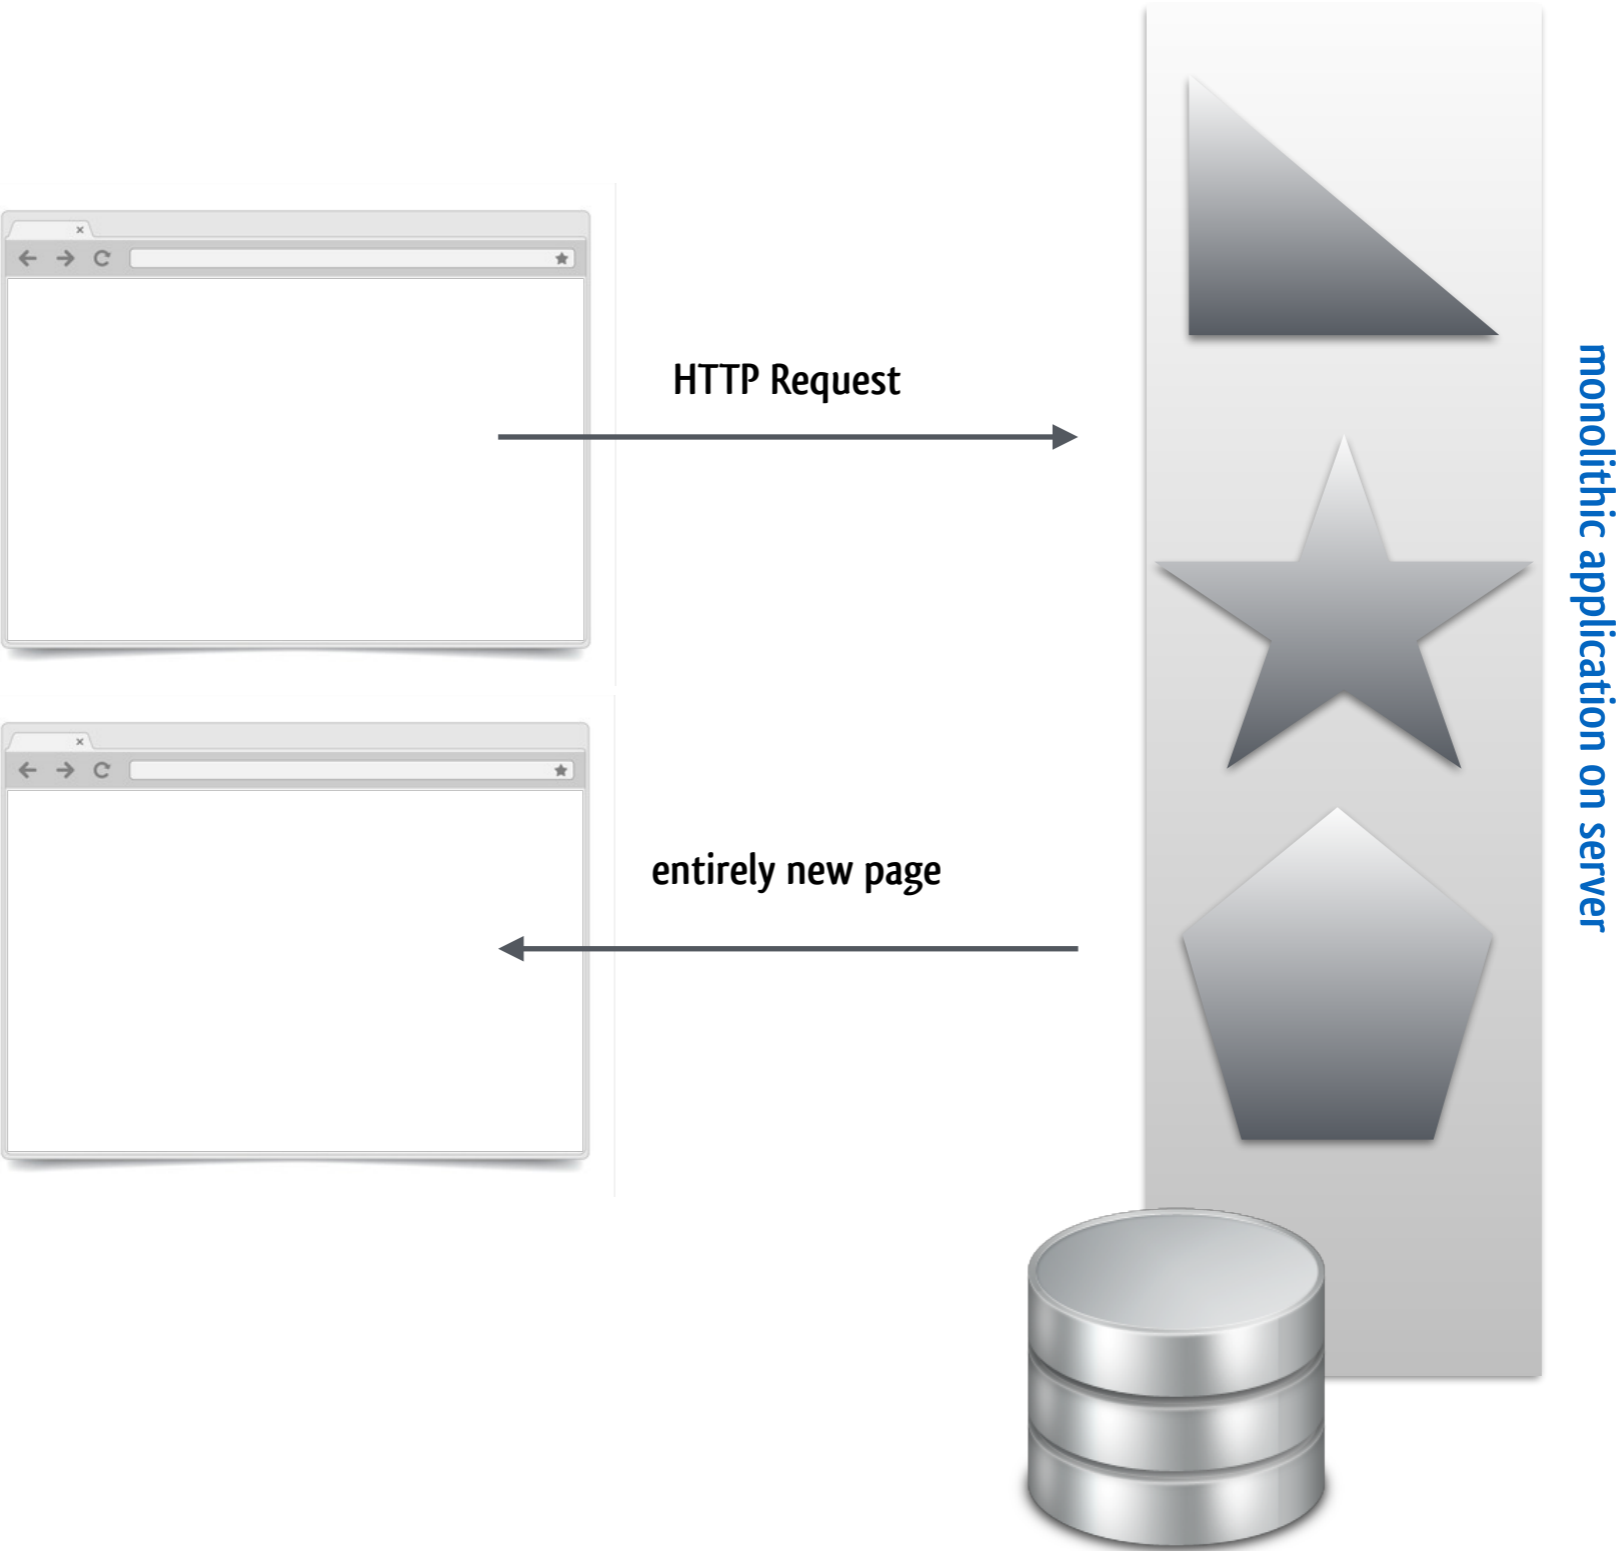 HTTP Request
entirely new page
monolithic application on server